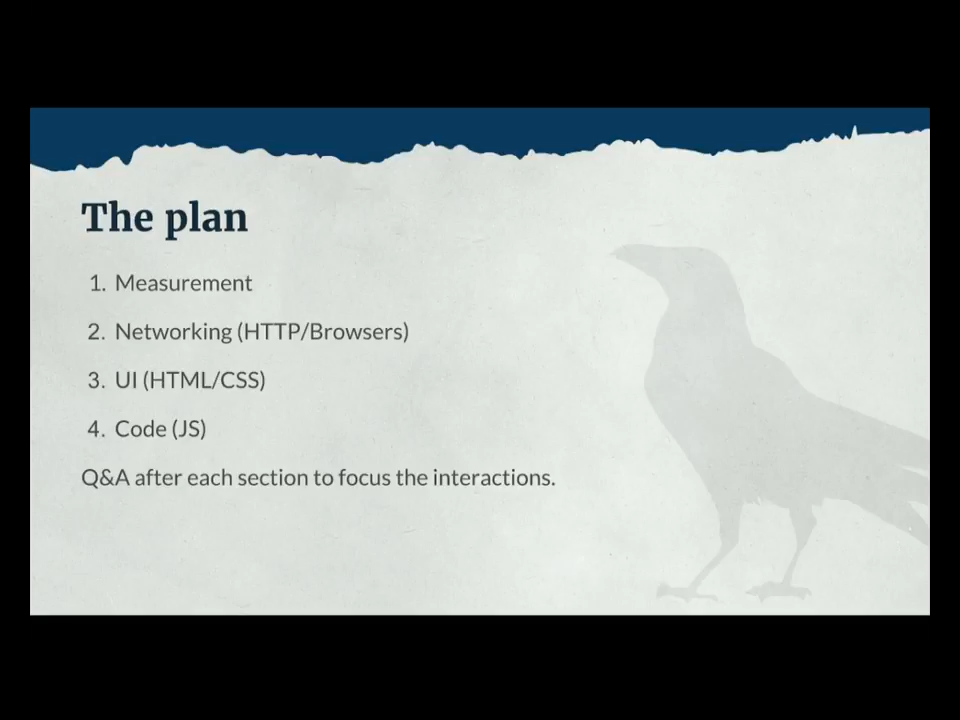 The plan
1. Measurement
2. Networking (HTTP/Browsers)
3. UI (HTML/CSS)
4. Code (JS)
Q&A after each section to focus the interactions.